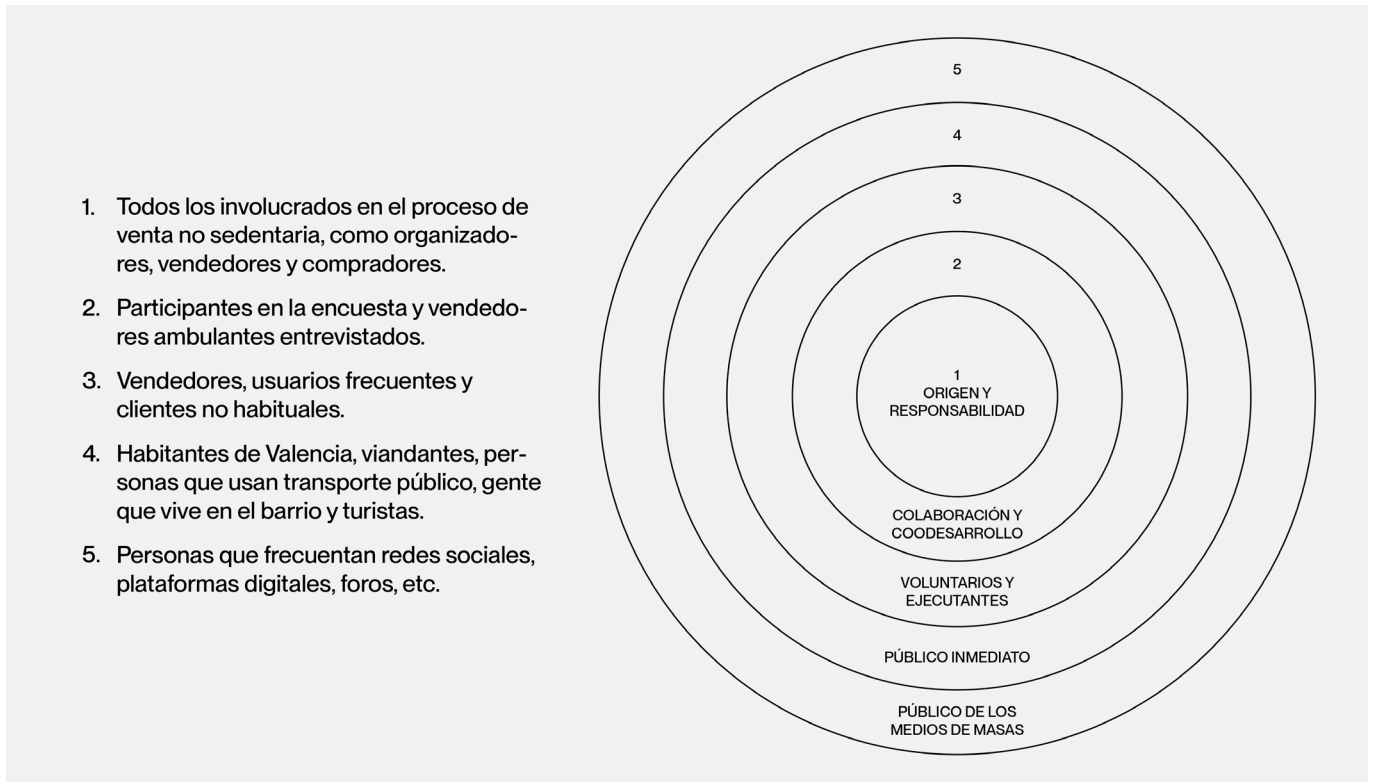 1. Todos los involucrados en el proceso de
venta no sedentaria, como organizado-
res, vendedores y compradores.
2. Participantes en la encuesta y vendedo-
res ambulantes entrevistados.
3. Vendedores, usuarios frecuentes y
clientes no habituales.
4. Habitantes de Valencia, viandantes, per-
sonas que usan transporte público, gente
que vive en el barrio y turistas.
5. Personas que frecuentan redes sociales,
plataformas digitales, foros, etc.
5
4
3
2
1
ORIGEN Y
RESPONSABILIDAD
COLABORACIÓN Y
COODESARROLLO
VOLUNTARIOS Y
EJECUTANTES
PÚBLICO INMEDIATO
PÚBLICO DE LOS
MEDIOS DE MASAS